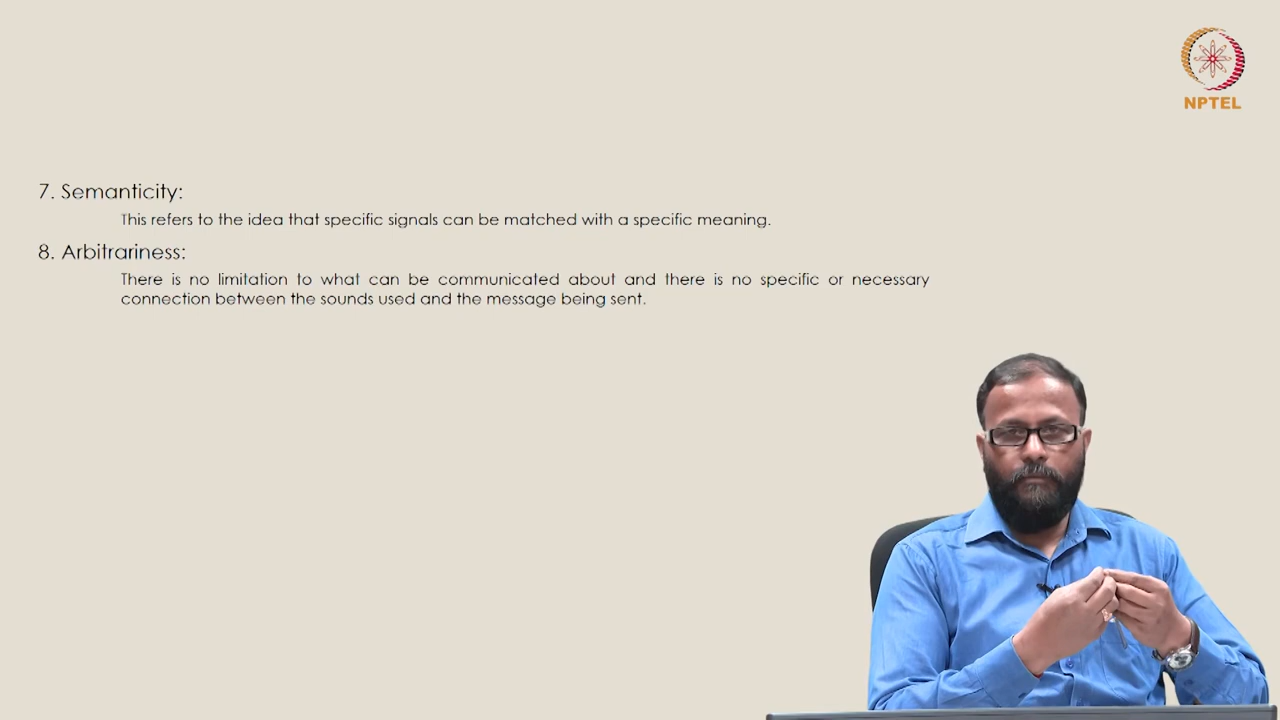 NPTEL
7. Semanticity:
This refers to the idea that specific signals can be matched with a specific meaning.
8. Arbitrariness:
There is no limitation to what can be communicated about and there is no specific or necessary
connection between the sounds used and the message being sent.